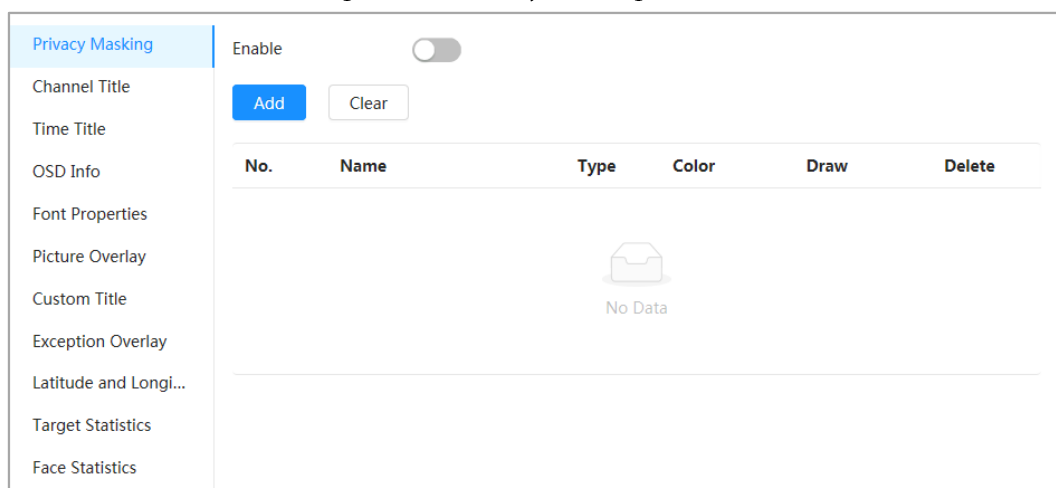 Privacy Masking
Enable
Channel Title
Add
Clear
Time Title
No. Name Type Color Draw Delete
OSD Info
Font Properties
Picture Overlay
Custom Title
No Data
Exception Overlay
Latitude and Longi...
Target Statistics
Face Statistics